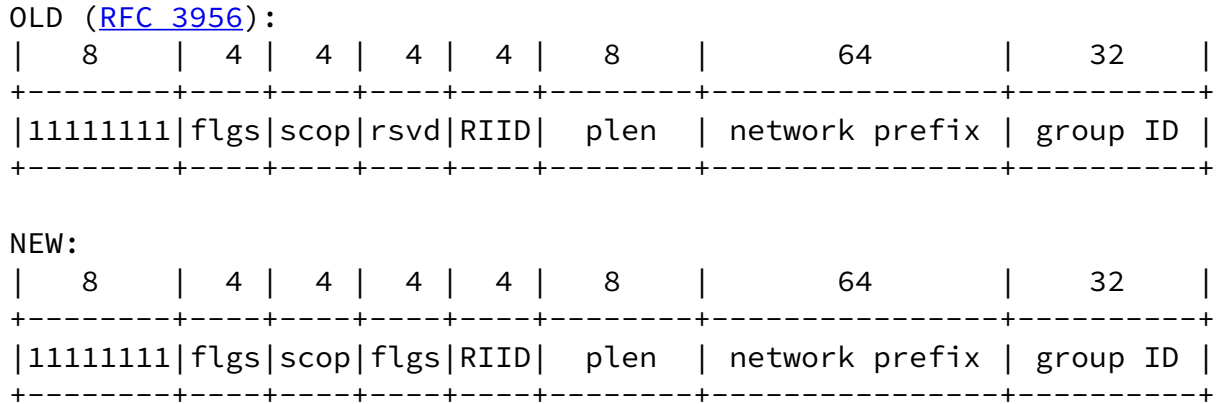 OLD (RFC 3956):
|   8    |  4 |  4 |  4 |  4 |   8    |       64       |    32    |
+--------+----+----+----+----+--------+----------------+----------+
|11111111|flgs|scop|rsvd|RIID|  plen  | network prefix | group ID |
+--------+----+----+----+----+--------+----------------+----------+
NEW:
|   8    |  4 |  4 |  4 |  4 |   8    |       64       |    32    |
+--------+----+----+----+----+--------+----------------+----------+
|11111111|flgs|scop|flgs|RIID|  plen  | network prefix | group ID |
+--------+----+----+----+----+--------+----------------+----------+